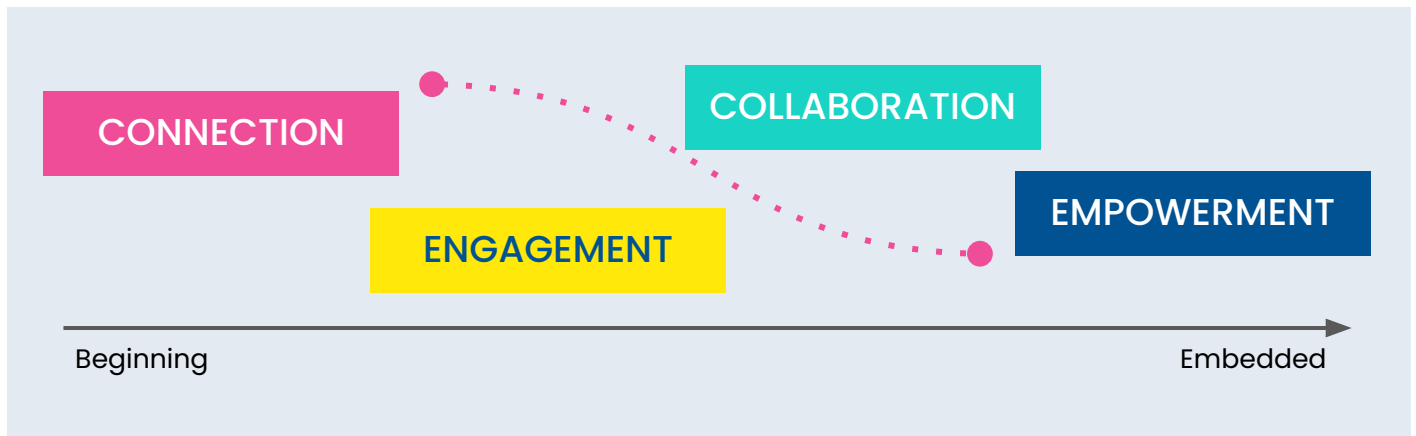 CONNECTION
ENGAGEMENT
COLLABORATION
EMPOWERMENT
Beginning
Embedded